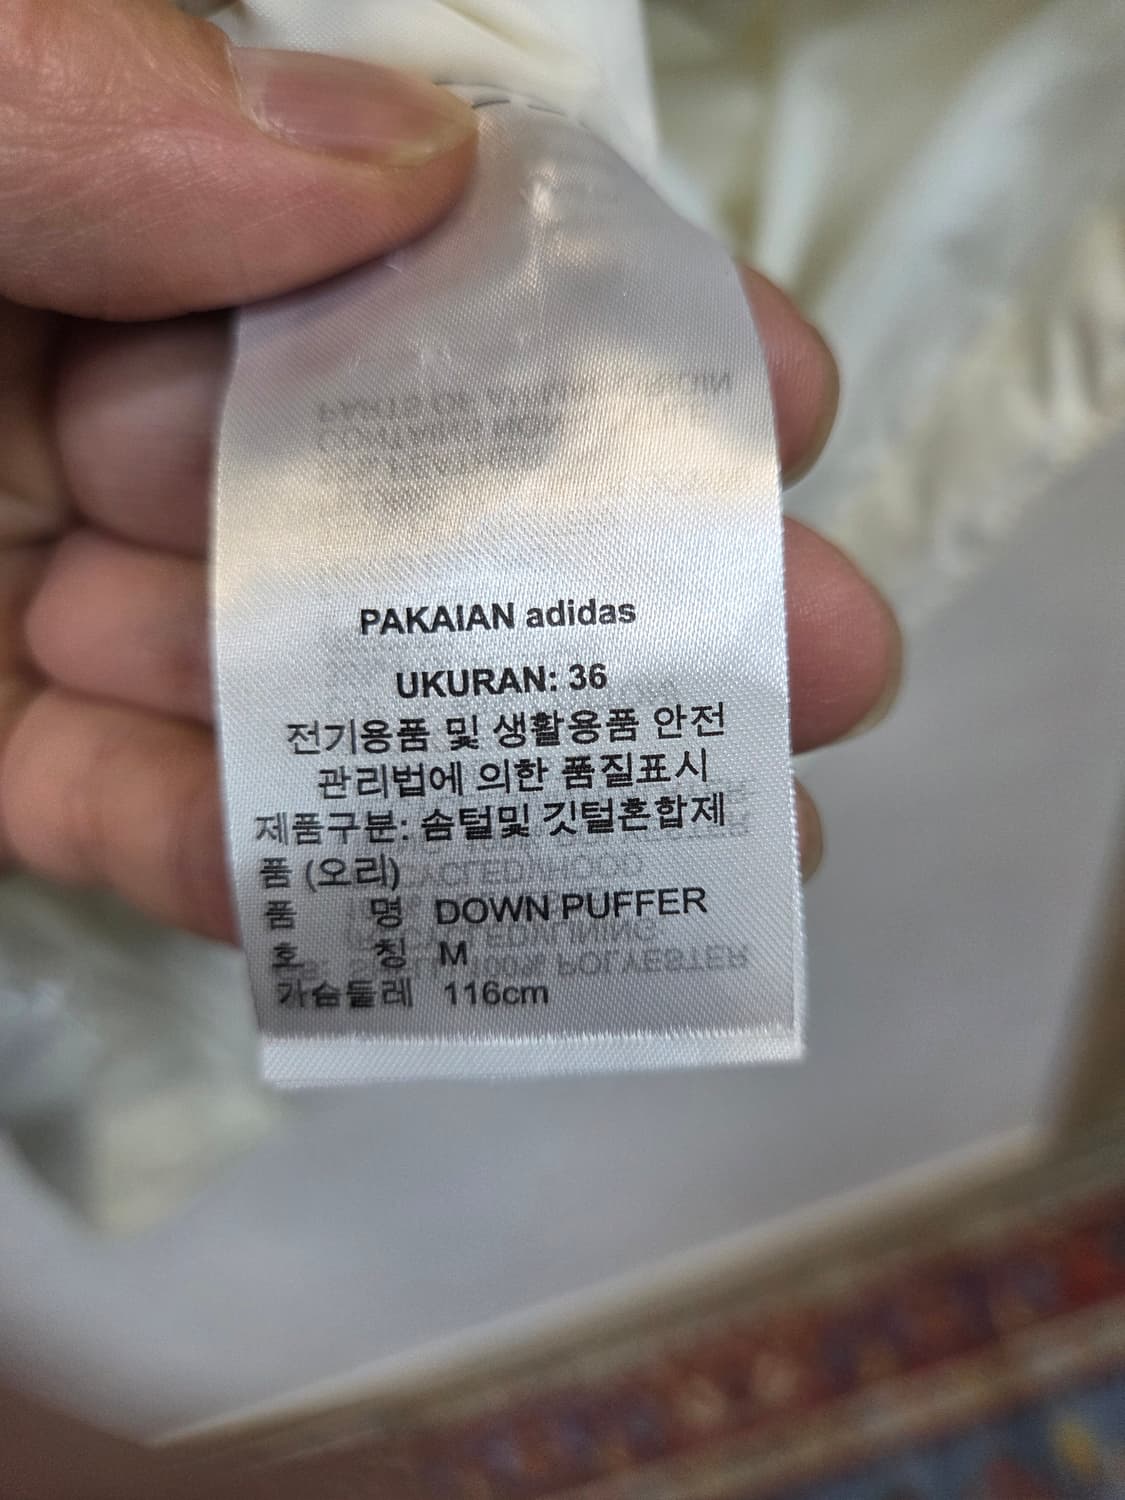 PAKAIAN adidas
UKURAN: 36
전기용품 및 생활용품 안전
관리법에 의한 품질표시
제품구분: 솜털및 깃털혼합제
품 (오리)
품 명 DOWN PUFFER
호 칭 M
가슴둘레 116cm